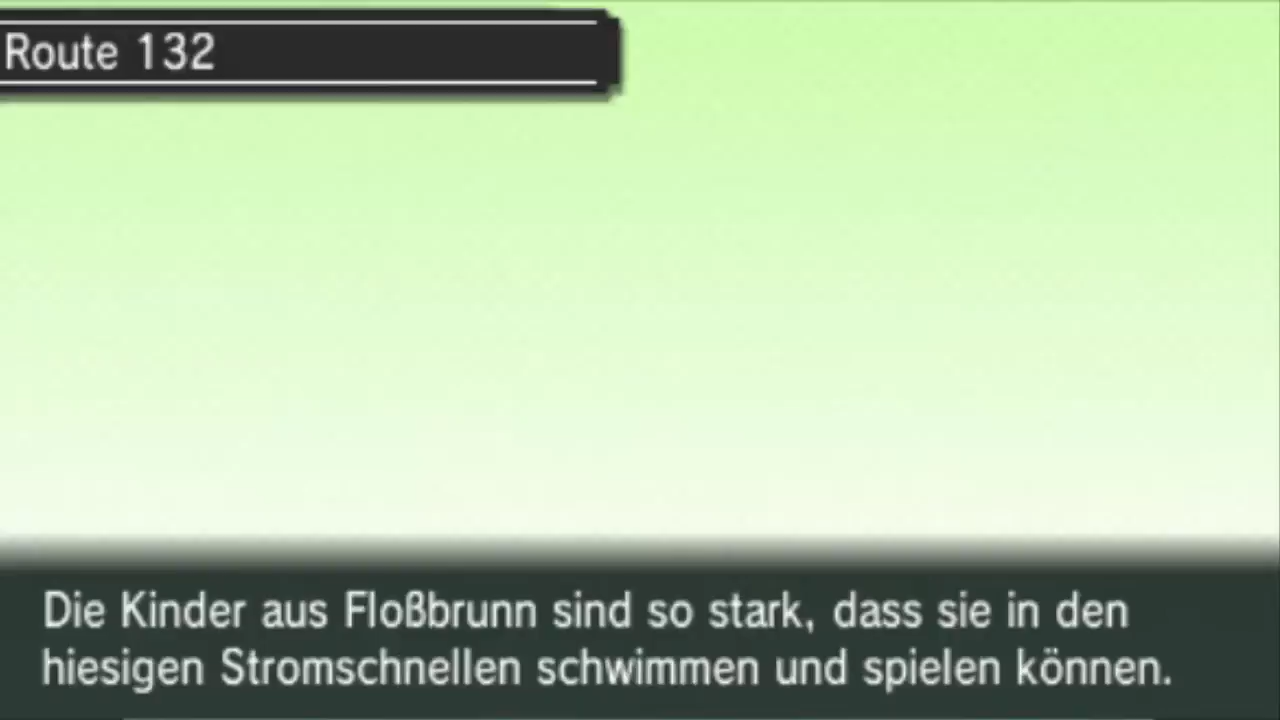 Route 132
Die Kinder aus Floßbrunn sind so stark, dass sie in den
hiesigen Stromschnellen schwimmen und spielen können.